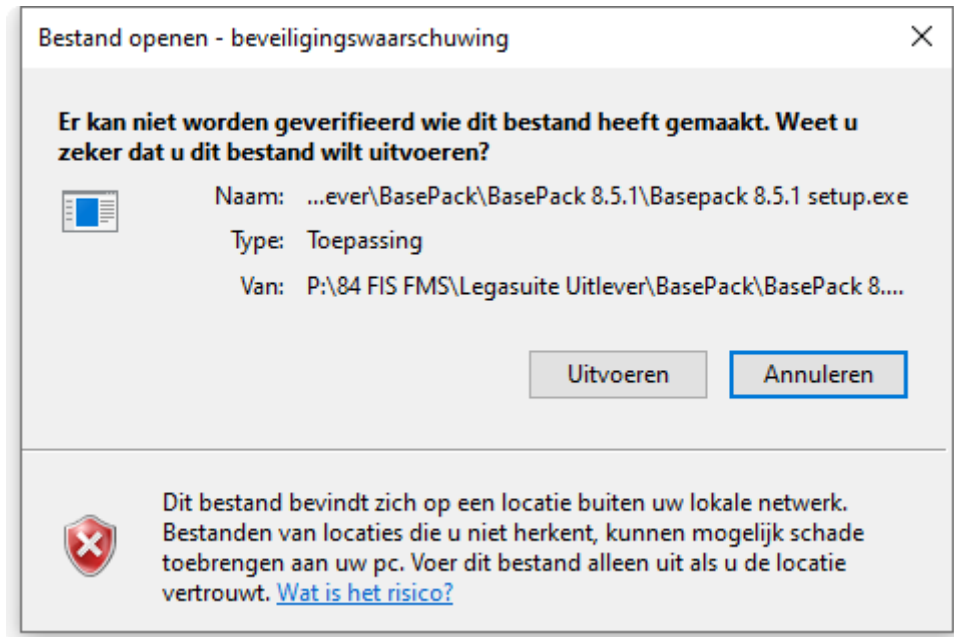 Bestand openen - beveiligingswaarschuwing
Er kan niet worden geverifieerd wie dit bestand heeft gemaakt. Weet u
zeker dat u dit bestand wilt uitvoeren?
Naam: ...ever\BasePack\BasePack 8.5.1\Basepack 8.5.1 setup.exe
Type: Toepassing
Van: P:\84 FIS FMS\Legasuite Uitlever\BasePack\BasePack 8....
Uitvoeren Annuleren
Dit bestand bevindt zich op een locatie buiten uw lokale netwerk.
Bestanden van locaties die u niet herkent, kunnen mogelijk schade
toebrengen aan uw pc. Voer dit bestand alleen uit als u de locatie
vertrouwt. Wat is het risico?